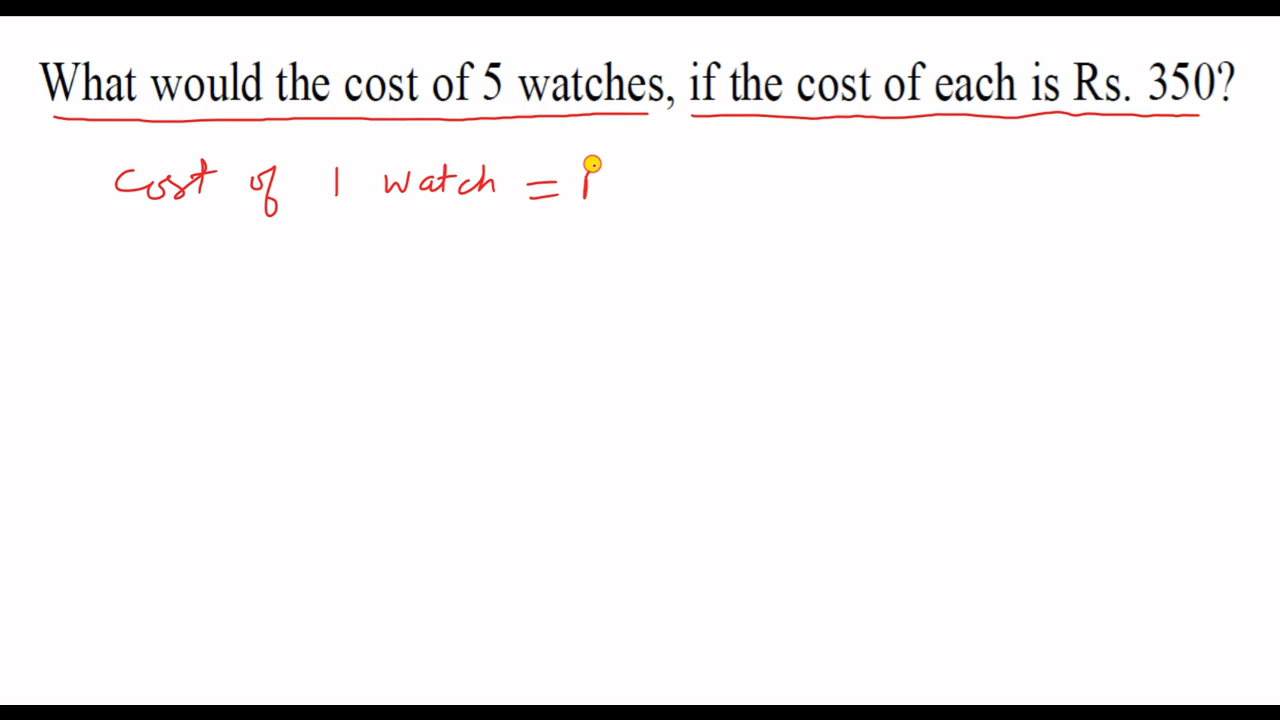 What would the cost of 5 watches, if the cost of each is Rs. 350?
Cost of 1 watch =